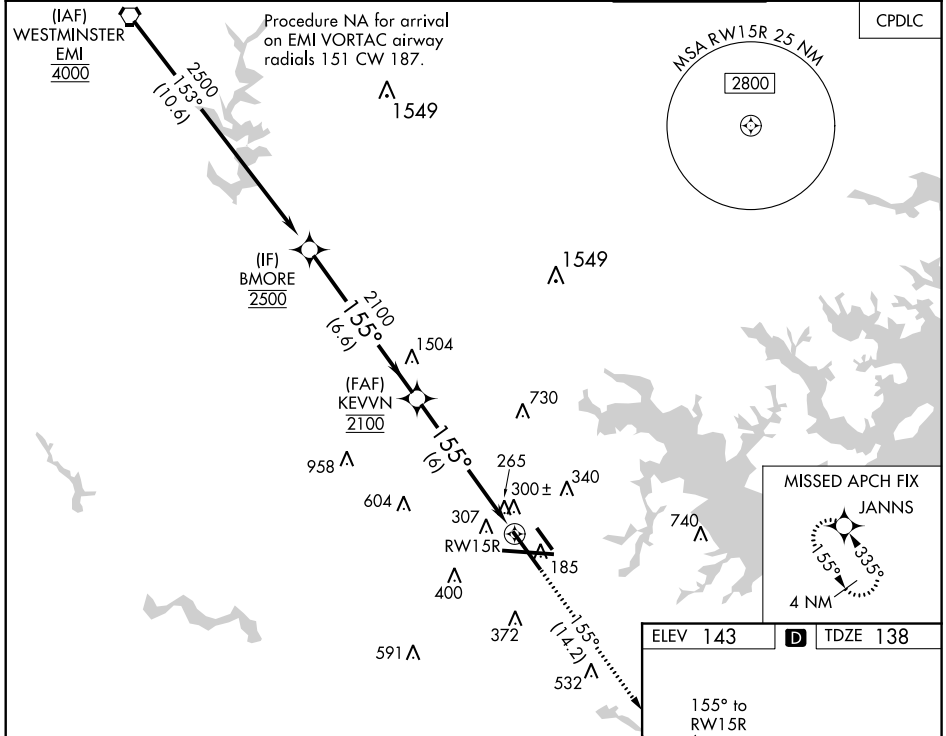 (IAF)
WESTMINSTER
EMI
4000
Procedure NA for arrival
on EMI VORTAC airway
radials 151 CW 187.
CPDLC
MSA RW15R 25 NM
2800
2500
153°
(10.6)
1549
(IF)
BMORE
2500
1549
2100
155°
(6.6)
1504
(FAF)
KEVVN
2100
730
155°
(6)
958
265
300 ±
340
604
307
RW15R
740
185
400
372
591
155°
(14.2)
532
MISSED APCH FIX
JANNS
155°
335°
4 NM
ELEV 143
D
TDZE 138
155° to
RW15R